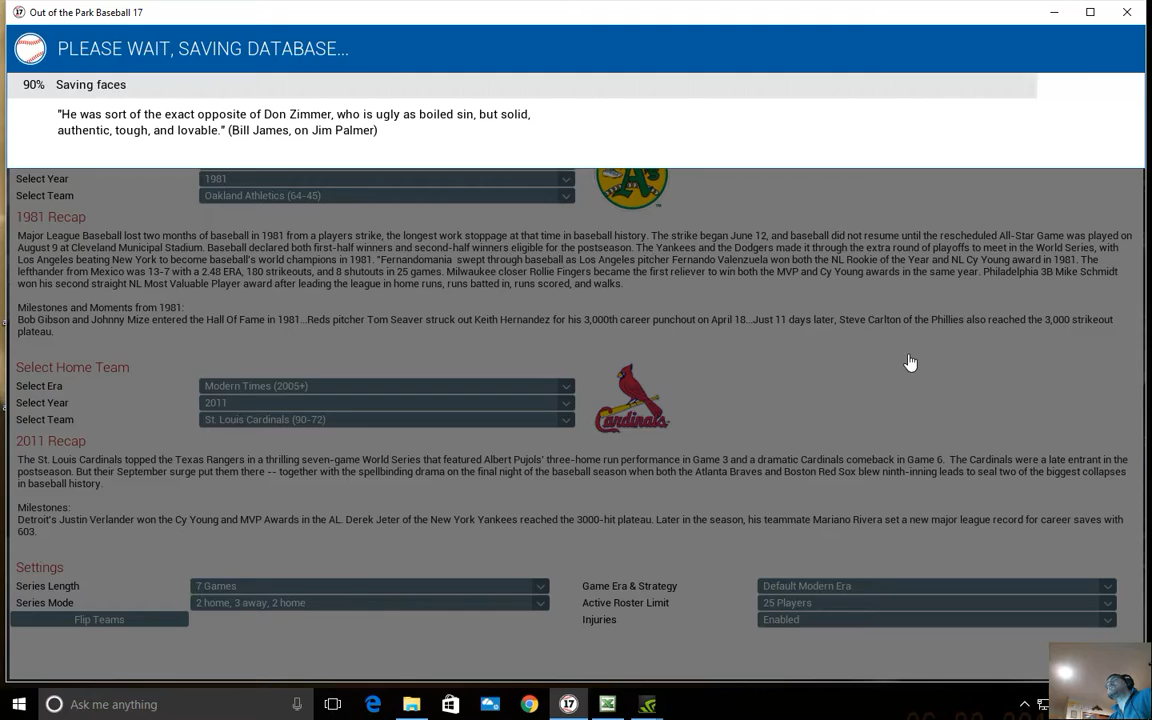 Out of the Park Baseball 17
PLEASE WAIT, SAVING DATABASE...
90% Saving faces
"He was sort of the exact opposite of Don Zimmer, who is ugly as boiled sin, but solid,
authentic, tough, and lovable." (Bill James, on Jim Palmer)
Select Year 1981
Select Team Oakland Athletics (64-45)
1981 Recap
Major League Baseball lost two months of baseball in 1981 from a players strike, the longest work stoppage at that time in baseball history. The strike began June 12, and baseball did not resume until the rescheduled All-Star Game was played on
August 9 at Cleveland Municipal Stadium. Baseball declared both first-half winners and second-half winners eligible for the postseason. The Yankees and the Dodgers made it through the extra round of playoffs to meet in the World Series, with
Los Angeles beating New York to become baseball's world champions in 1981. "Fernandomania swept through baseball as Los Angeles pitcher Fernando Valenzuela won both the NL Rookie of the Year and NL Cy Young award in 1981. The
lefthander from Mexico was 13-7 with a 2.48 ERA, 180 strikeouts, and 8 shutouts in 25 games. Milwaukee closer Rollie Fingers became the first reliever to win both the MVP and Cy Young awards in the same year. Philadelphia 3B Mike Schmidt
won his second straight NL Most Valuable Player award after leading the league in home runs, runs batted in, runs scored, and walks.
Milestones and Moments from 1981:
Bob Gibson and Johnny Mize entered the Hall Of Fame in 1981...Reds pitcher Tom Seaver struck out Keith Hernandez for his 3,000th career punchout on April 18...Just 11 days later, Steve Carlton of the Phillies also reached the 3,000 strikeout
plateau.
Select Home Team
Select Era Modern Times (2005+)
Select Year 2011
Select Team St. Louis Cardinals (90-72)
Cardinals
2011 Recap
The St. Louis Cardinals topped the Texas Rangers in a thrilling seven-game World Series that featured Albert Pujols' three-home run performance in Game 3 and a dramatic Cardinals comeback in Game 6. The Cardinals were a late entrant in the
postseason. But their September surge put them there -- together with the spellbinding drama on the final night of the baseball season when both the Atlanta Braves and Boston Red Sox blew ninth-inning leads to seal two of the biggest collapses
in baseball history.
Milestones:
Detroit's Justin Verlander won the Cy Young and MVP Awards in the AL. Derek Jeter of the New York Yankees reached the 3000-hit plateau. Later in the season, his teammate Mariano Rivera set a new major league record for career saves with
603.
Settings
Series Length 7 Games Game Era & Strategy Default Modern Era
Series Mode 2 home, 3 away, 2 home Active Roster Limit 25 Players
Flip Teams Injuries Enabled
Ask me anything